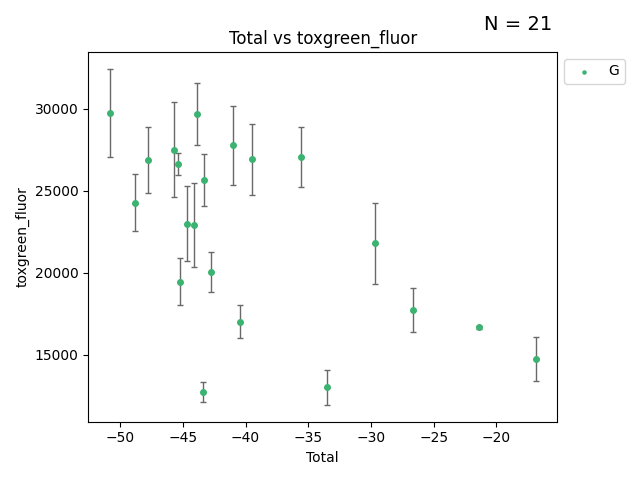 N = 21
Total vs toxgreen_fluor
G
30000
25000
20000
15000
toxgreen_fluor
−50 −45 −40 −35 −30 −25 −20
Total